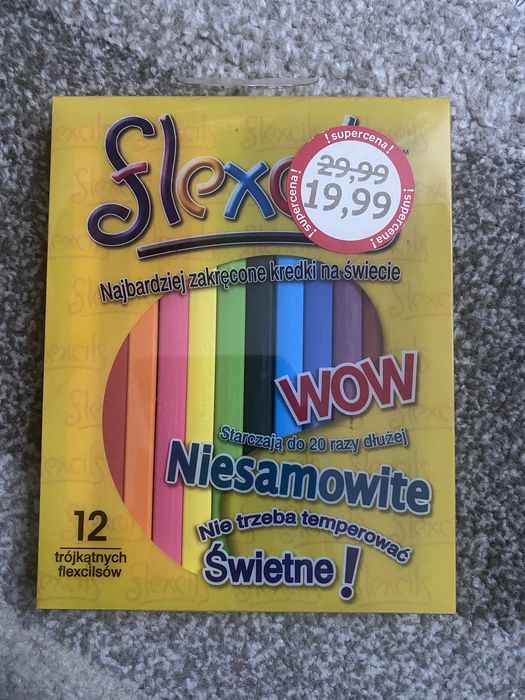 flexcils
! supercena !
! supercena !
! supercena !
29,99
19,99
Najbardziej zakręcone kredki na świecie
WOW
Starczają do 20 razy dłużej
Niesamowite
Nie trzeba temperować
Świetne!
12
trójkątnych
flexcilsów